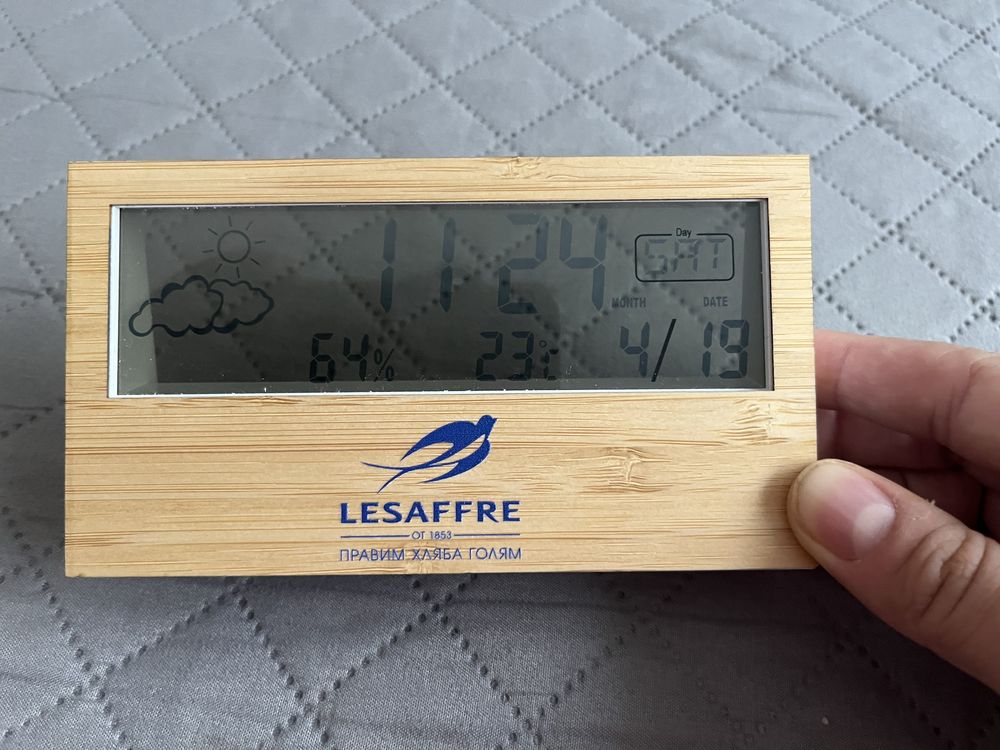 Day
11 24 SAT
MONTH DATE
64% 23°C 4/19
LESAFFRE
ОТ 1853
ПРАВИМ ХЛЯБА ГОЛЯМ